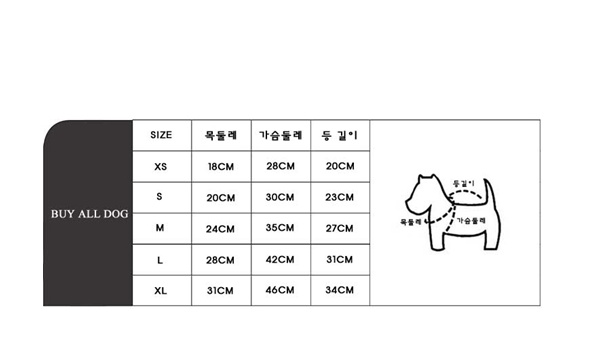 BUY ALL DOG
SIZE 목둘레 가슴둘레 등 길이
XS 18CM 28CM 20CM
S 20CM 30CM 23CM
M 24CM 35CM 27CM
L 28CM 42CM 31CM
XL 31CM 46CM 34CM
등길이
목둘레
가슴둘레